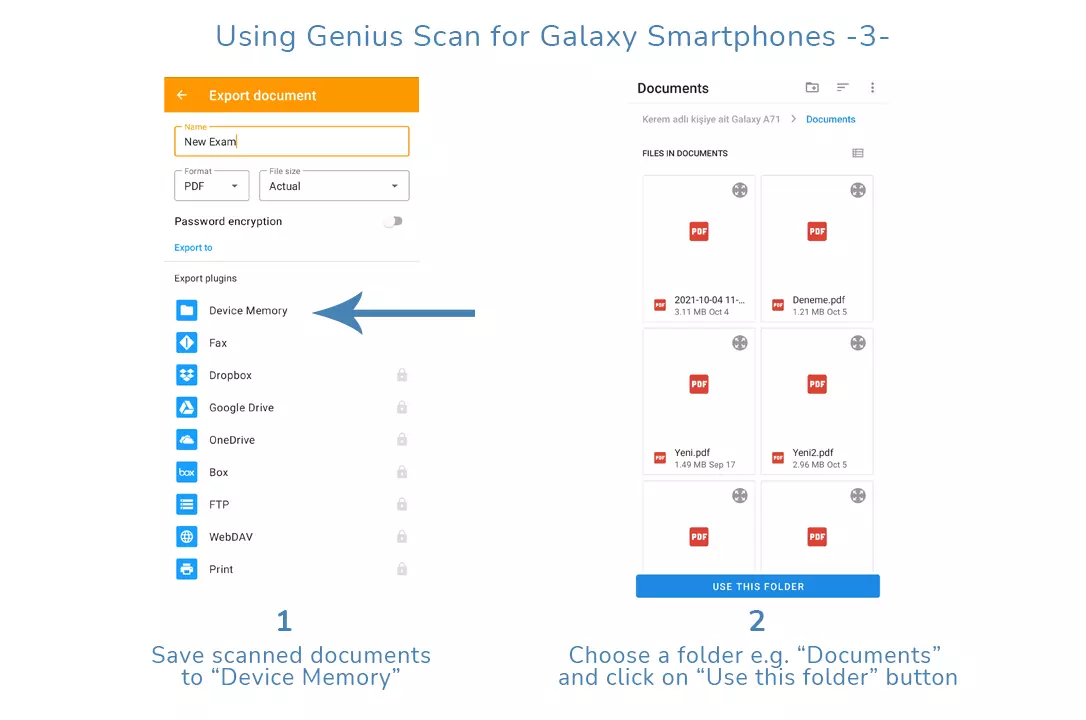 Using Genius Scan for Galaxy Smartphones -3-
Export document
Name
New Exam
Format
File size
PDF
Actual
Password encryption
Export to
Export plugins
Device Memory
Fax
Dropbox
Google Drive
OneDrive
box
Box
FTP
WebDAV
Print
1
Save scanned documents
to “Device Memory”
Documents
Kerem adlı kişiye ait Galaxy A71 > Documents
FILES IN DOCUMENTS
PDF
PDF
PDF
2021-10-04 11-...
3.11 MB Oct 4
PDF
Deneme.pdf
1.21 MB Oct 5
PDF
PDF
PDF
Yeni.pdf
1.49 MB Sep 17
PDF
Yeni2.pdf
2.96 MB Oct 5
PDF
PDF
USE THIS FOLDER
2
Choose a folder e.g. “Documents”
and click on “Use this folder” button